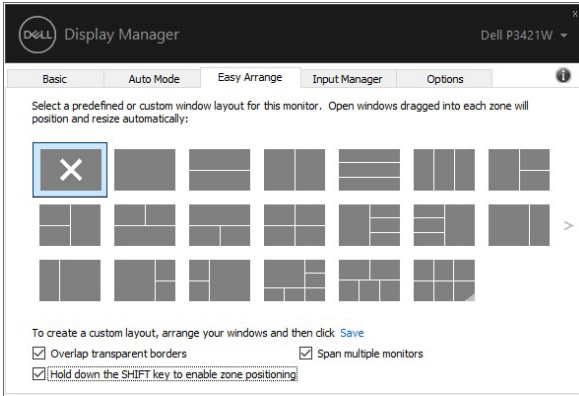 DELL Display Manager
Dell P3421W
Basic Auto Mode Easy Arrange Input Manager Options
Select a predefined or custom window layout for this monitor. Open windows dragged into each zone will
position and resize automatically:
To create a custom layout, arrange your windows and then click Save
Overlap transparent borders Span multiple monitors
Hold down the SHIFT key to enable zone positioning